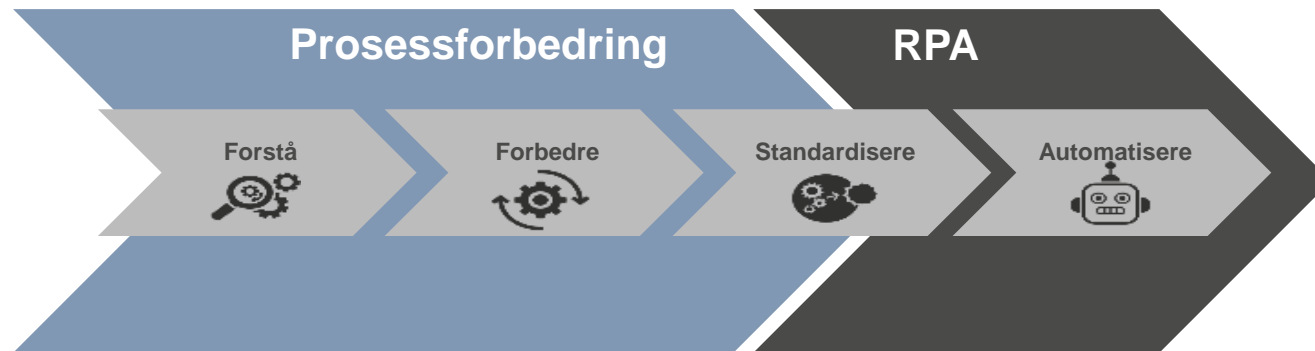 Prosessforbedring
RPA
Forstå
Forbedre
Standardisere
Automatisere